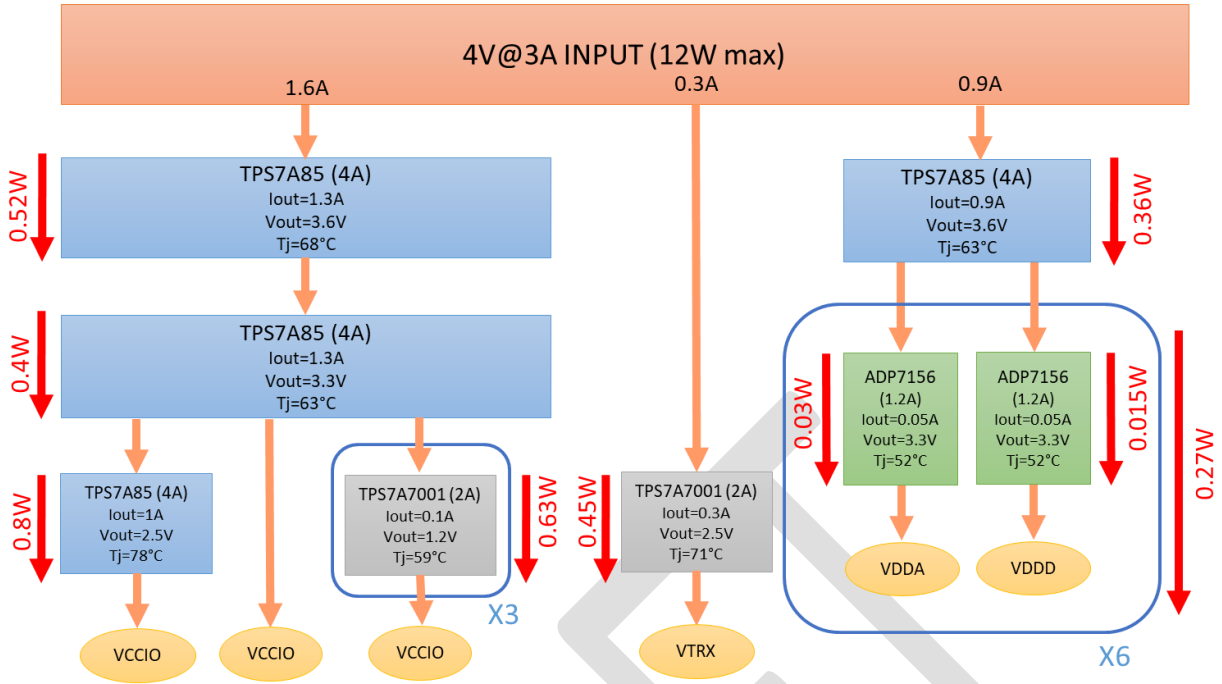 4V@3A INPUT (12W max)
1.6A
0.3A
0.9A
0.52W
TPS7A85 (4A)
Iout=1.3A
Vout=3.6V
Tj=68°C
TPS7A85 (4A)
Iout=0.9A
Vout=3.6V
Tj=63°C
0.36W
0.4W
TPS7A85 (4A)
Iout=1.3A
Vout=3.3V
Tj=63°C
0.8W
TPS7A85 (4A)
Iout=1A
Vout=2.5V
Tj=78°C
TPS7A7001 (2A)
Iout=0.1A
Vout=1.2V
Tj=59°C
0.63W
X3
0.45W
TPS7A7001 (2A)
Iout=0.3A
Vout=2.5V
Tj=71°C
0.03W
ADP7156
(1.2A)
Iout=0.05A
Vout=3.3V
Tj=52°C
ADP7156
(1.2A)
Iout=0.05A
Vout=3.3V
Tj=52°C
0.015W
0.27W
VDDA
VDDD
X6
VCCIO
VCCIO
VCCIO
VTRX